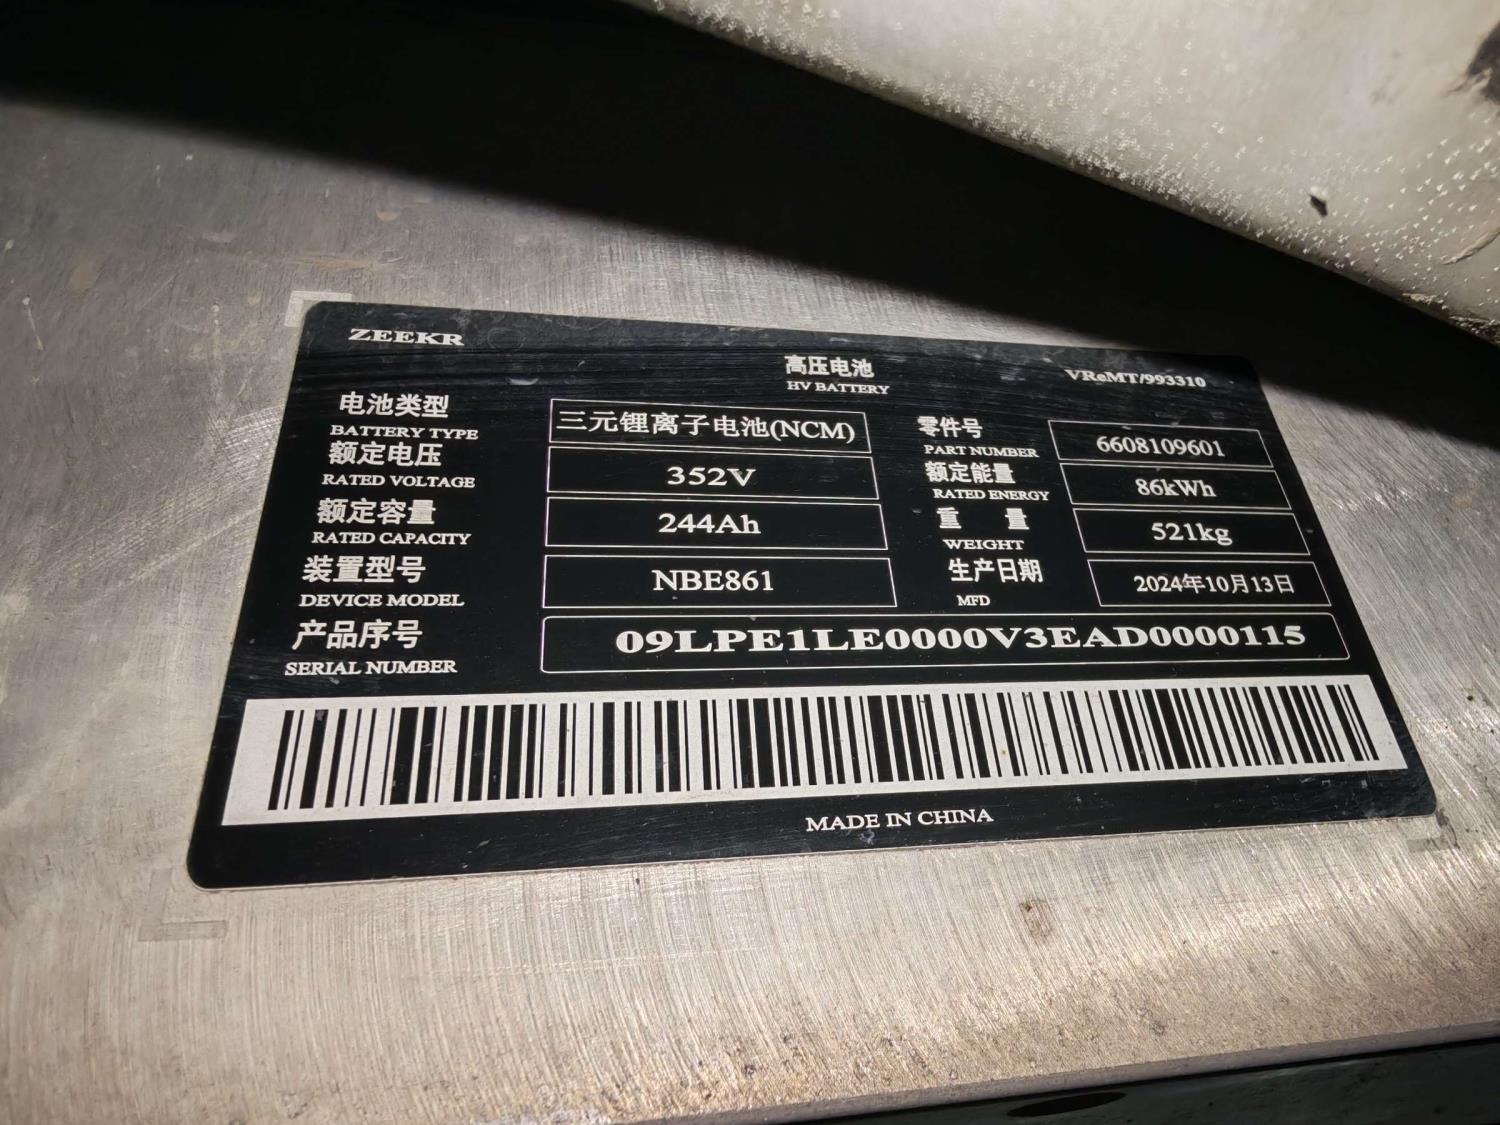 ZEEKR
高压电池
HV BATTERY
VReMT/993310
电池类型
BATTERY TYPE
三元锂离子电池(NCM)
零件号
PART NUMBER
6608109601
额定电压
RATED VOLTAGE
352V
额定能量
RATED ENERGY
86kWh
额定容量
RATED CAPACITY
244Ah
重 量
WEIGHT
521kg
装置型号
DEVICE MODEL
NBE861
生产日期
MFD
2024年10月13日
产品序号
SERIAL NUMBER
09LPE1LE0000V3EAD0000115
MADE IN CHINA